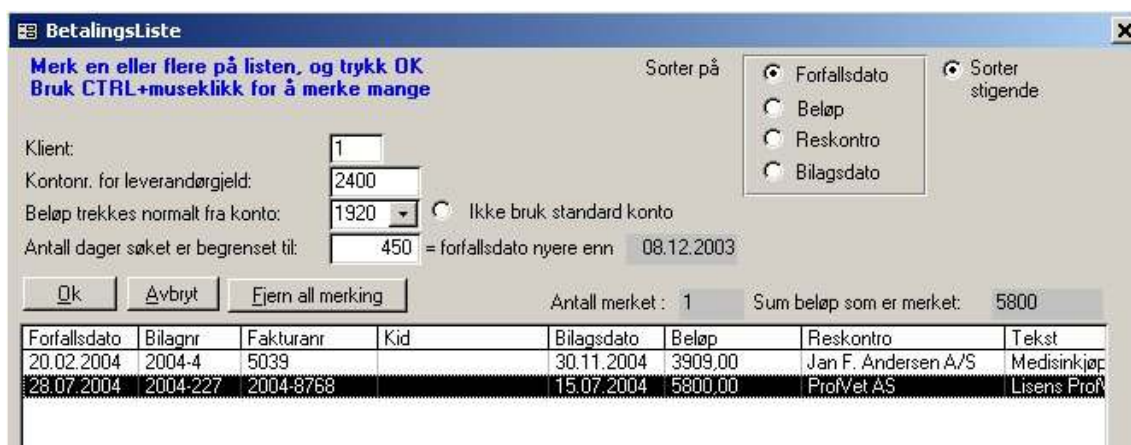 BetalingsListe
Merk en eller flere på listen, og trykk OK
Bruk CTRL+museklikk for å merke mange
Sorter på
Forfallsdato
Beløp
Reskontro
Bilagsdato
Sorter
stigende
Klient: 1
Kontonr. for leverandørgjeld: 2400
Beløp trekkes normalt fra konto: 1920 Ikke bruk standard konto
Antall dager søket er begrenset til: 450 = forfallsdato nyere enn 08.12.2003
Ok Avbryt Fjern all merking Antall merket : 1 Sum beløp som er merket: 5800
Forfallsdato Bilagnr Fakturanr Kid Bilagsdato Beløp Reskontro Tekst
20.02.2004 2004-4 5039 30.11.2004 3909,00 Jan F. Andersen A/S Medisinkjøp
28.07.2004 2004-227 2004-8768 15.07.2004 5800,00 ProfVet AS Lisens Prof